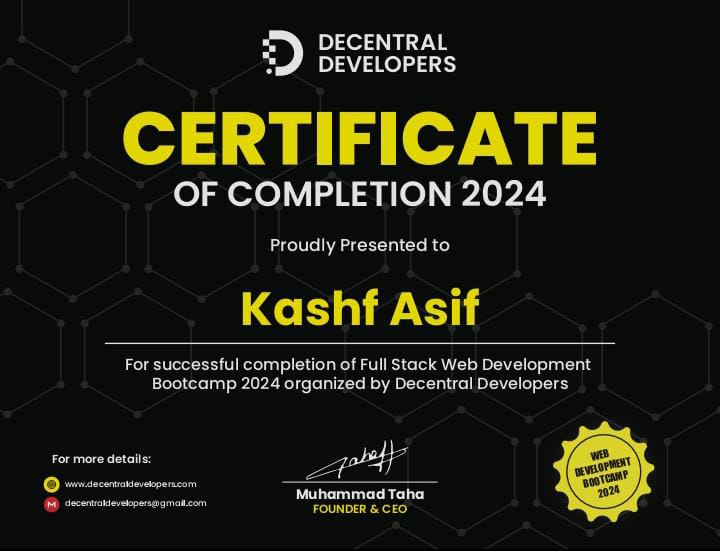 DECENTRAL
DEVELOPERS
CERTIFICATE
OF COMPLETION 2024
Proudly Presented to
Kashf Asif
For successful completion of Full Stack Web Development
Bootcamp 2024 organized by Decentral Developers
For more details:
www.decentraldevelopers.com
decentraldevelopers@gmail.com
Taha
Muhammad Taha
FOUNDER & CEO
WEB
DEVELOPMENT
BOOTCAMP
2024